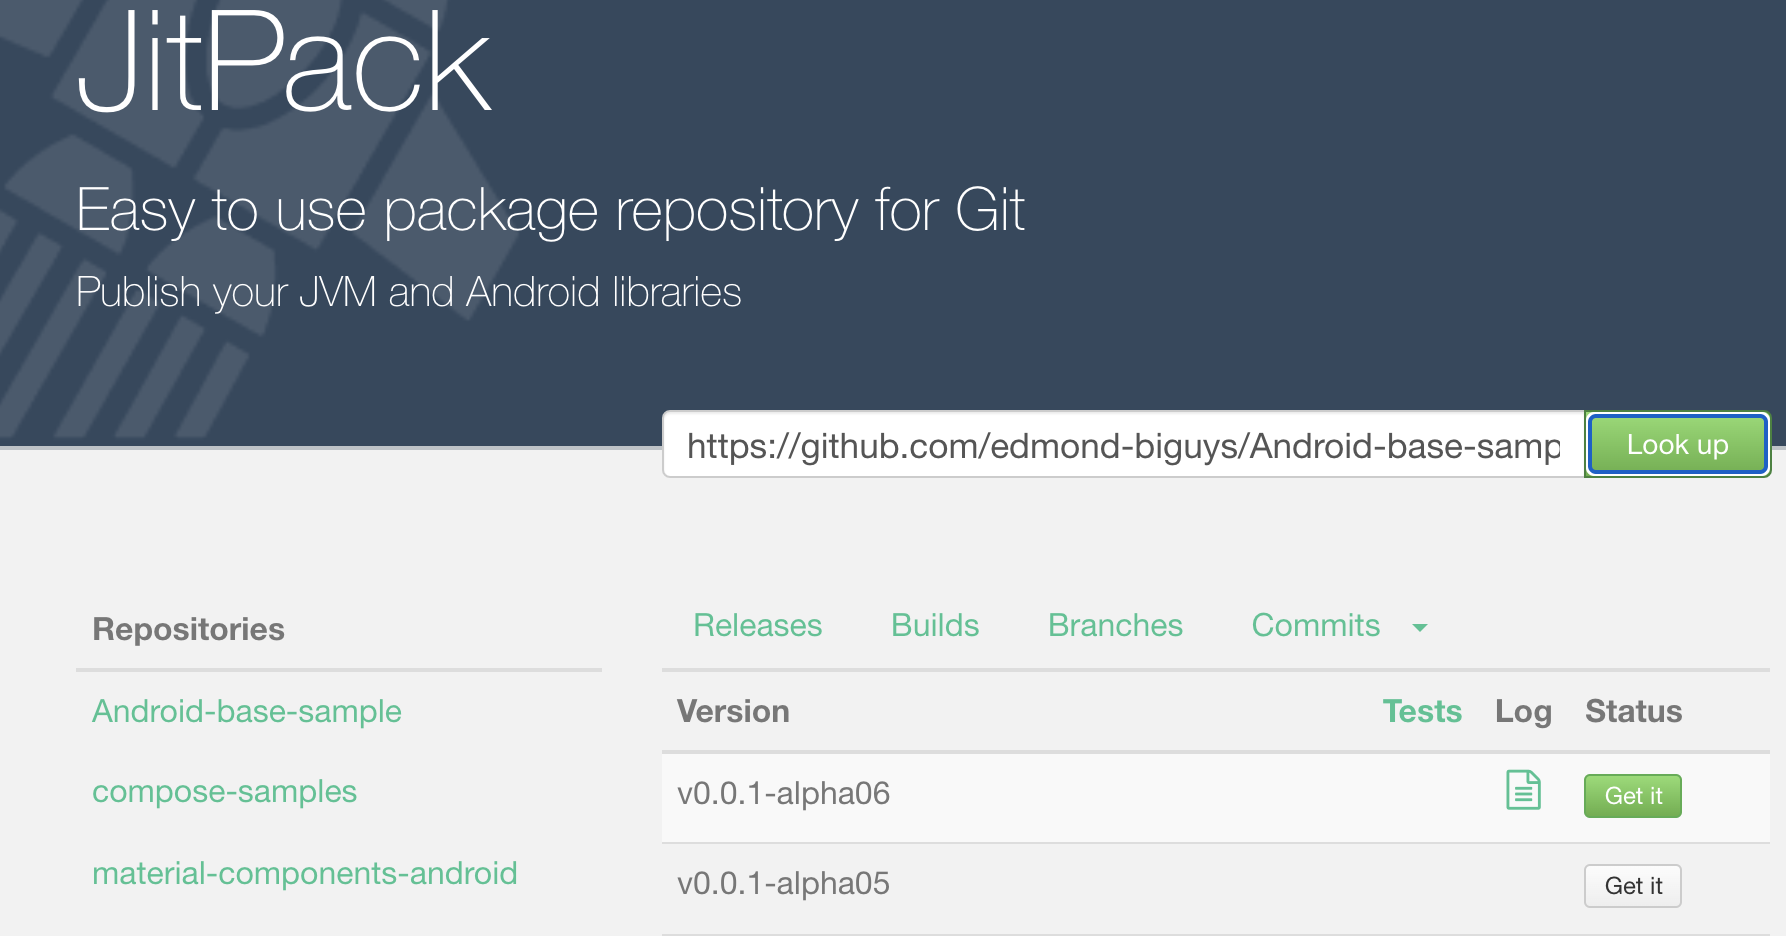 JitPack
Easy to use package repository for Git
Publish your JVM and Android libraries
https://github.com/edmond-biguys/Android-base-samp
Look up
Repositories
Android-base-sample
compose-samples
material-components-android
Releases Builds Branches Commits
Version Tests Log Status
v0.0.1-alpha06 Get it
v0.0.1-alpha05 Get it